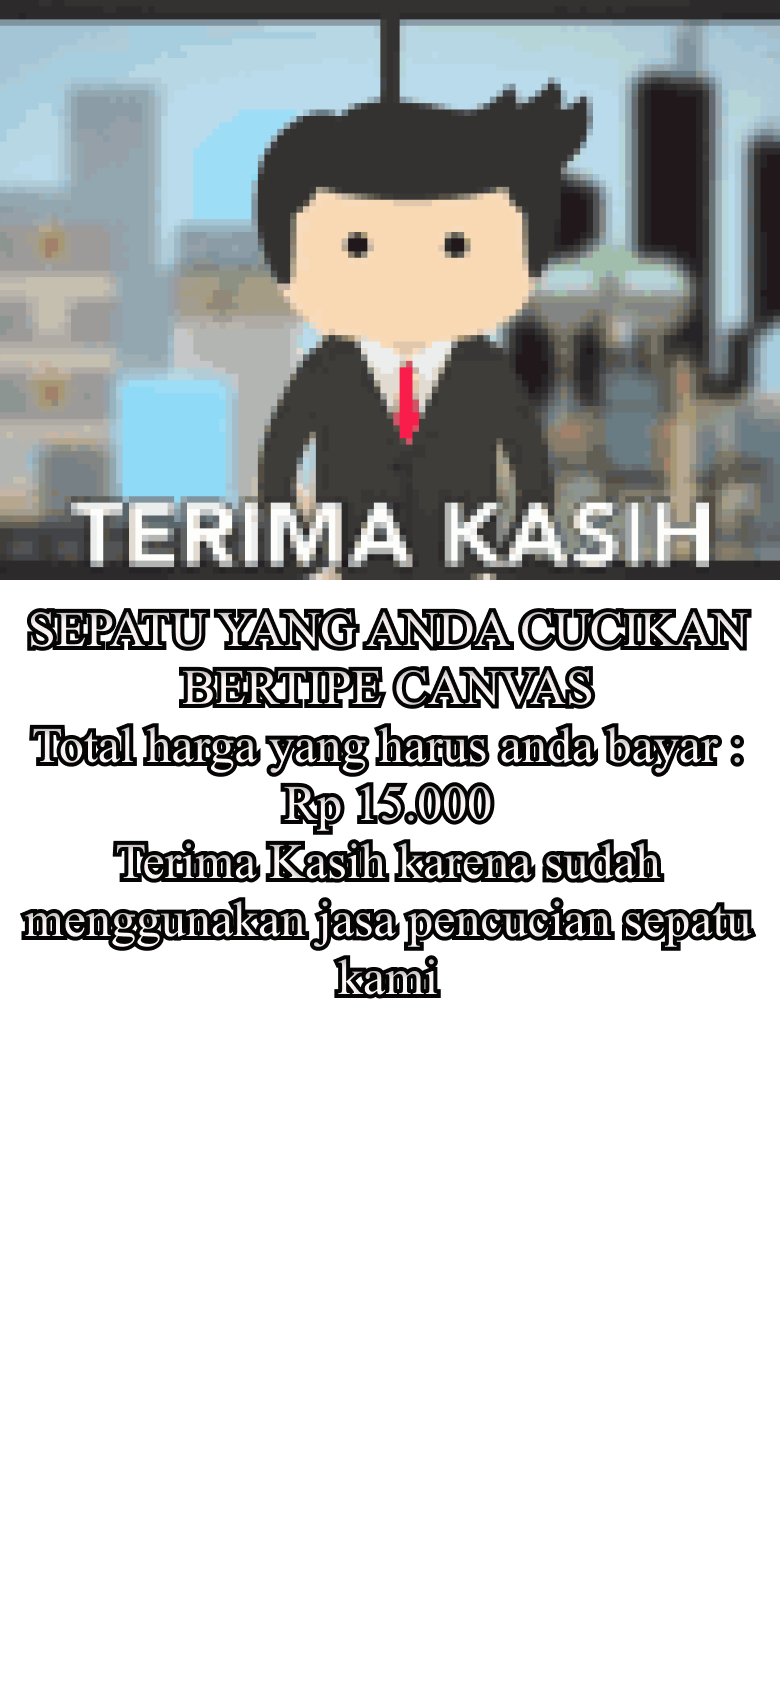 TERIMA KASIH
SEPATU YANG ANDA CUCIKAN
BERTIPE CANVAS
Total harga yang harus anda bayar :
Rp 15.000
Terima Kasih karena sudah
menggunakan jasa pencucian sepatu
kami